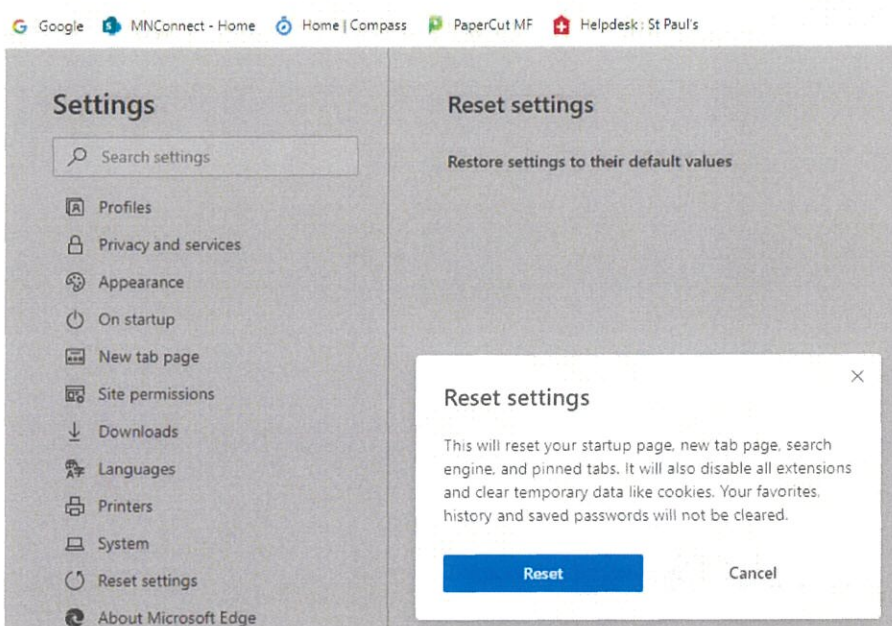 Google MNConnect - Home Home | Compass PaperCut MF Helpdesk : St Paul's
Settings
Search settings
Profiles
Privacy and services
Appearance
On startup
New tab page
Site permissions
Downloads
Languages
Printers
System
Reset settings
About Microsoft Edge
Reset settings
Restore settings to their default values
Reset settings
This will reset your startup page, new tab page, search
engine, and pinned tabs. It will also disable all extensions
and clear temporary data like cookies. Your favorites,
history and saved passwords will not be cleared.
Reset Cancel